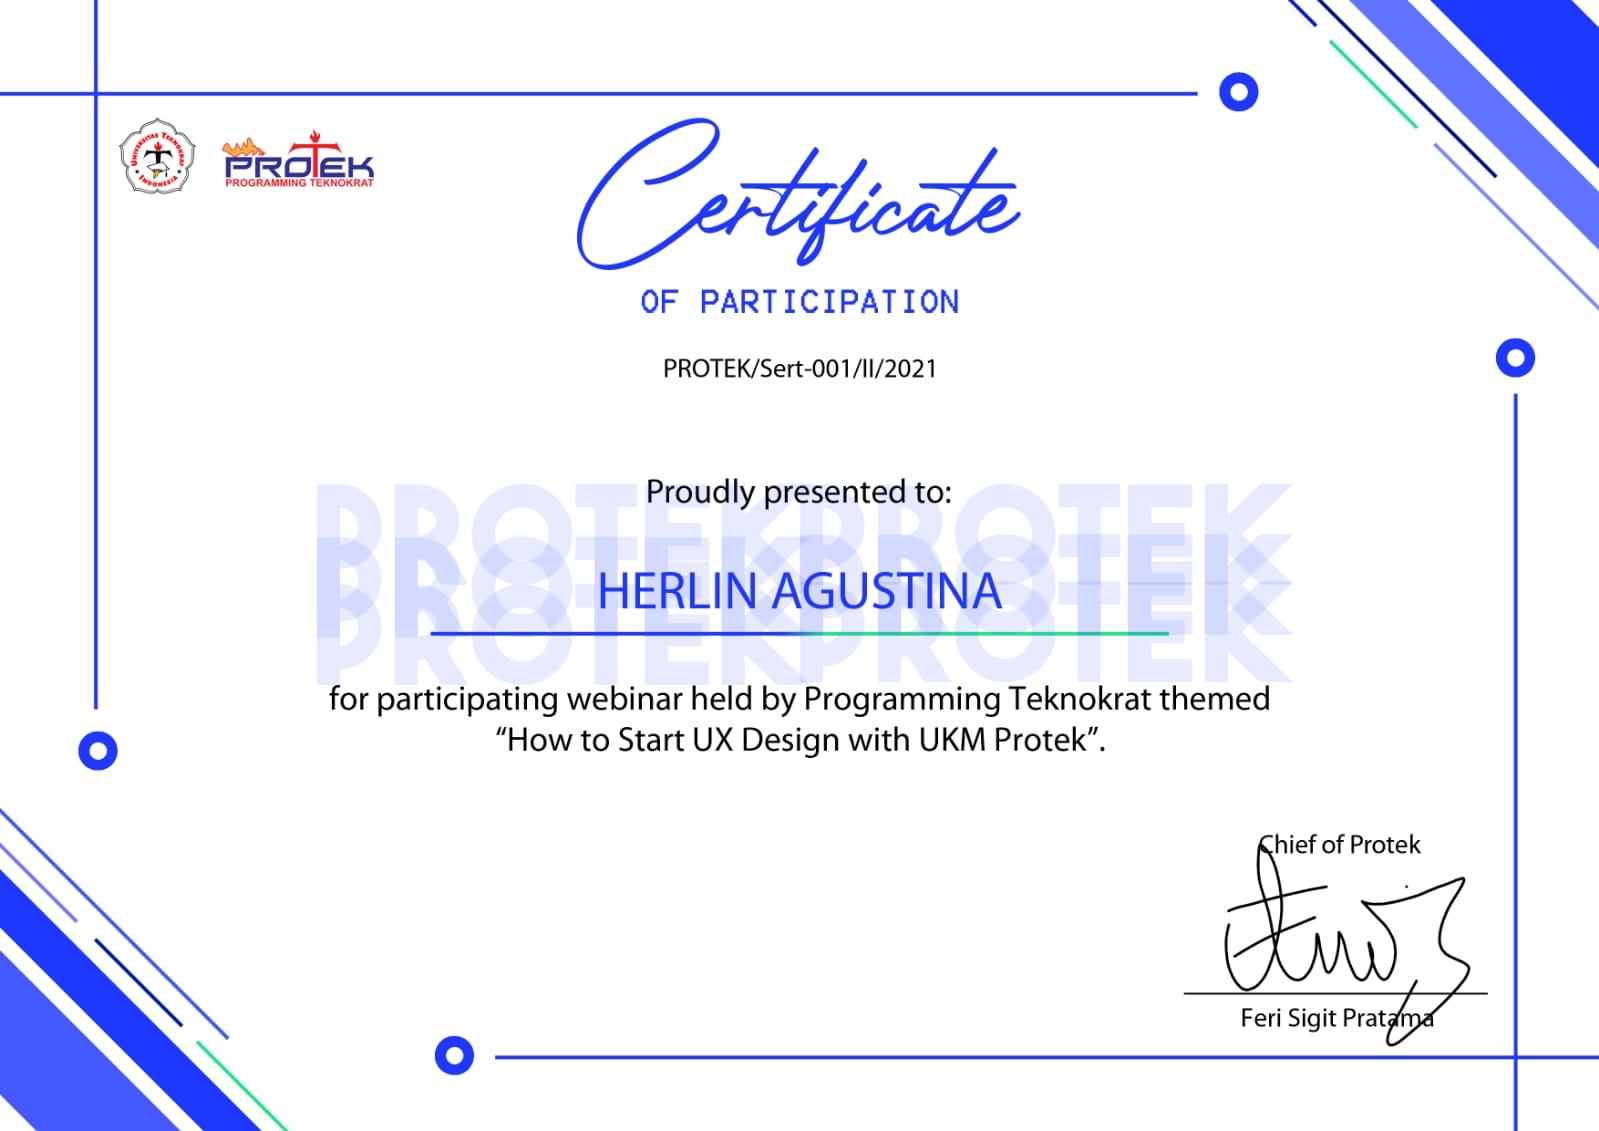 UNIVERSITAS TEKNOKRAT
INDONESIA
PROTEK
PROGRAMMING TEKNOKRAT
Certificate
OF PARTICIPATION
PROTEK/Sert-001/II/2021
Proudly presented to:
PROTEKPROTEK
PROTEKPROTEK
PROTEKPROTEK
HERLIN AGUSTINA
for participating webinar held by Programming Teknokrat themed
“How to Start UX Design with UKM Protek”.
Chief of Protek
Feri Sigit Pratama